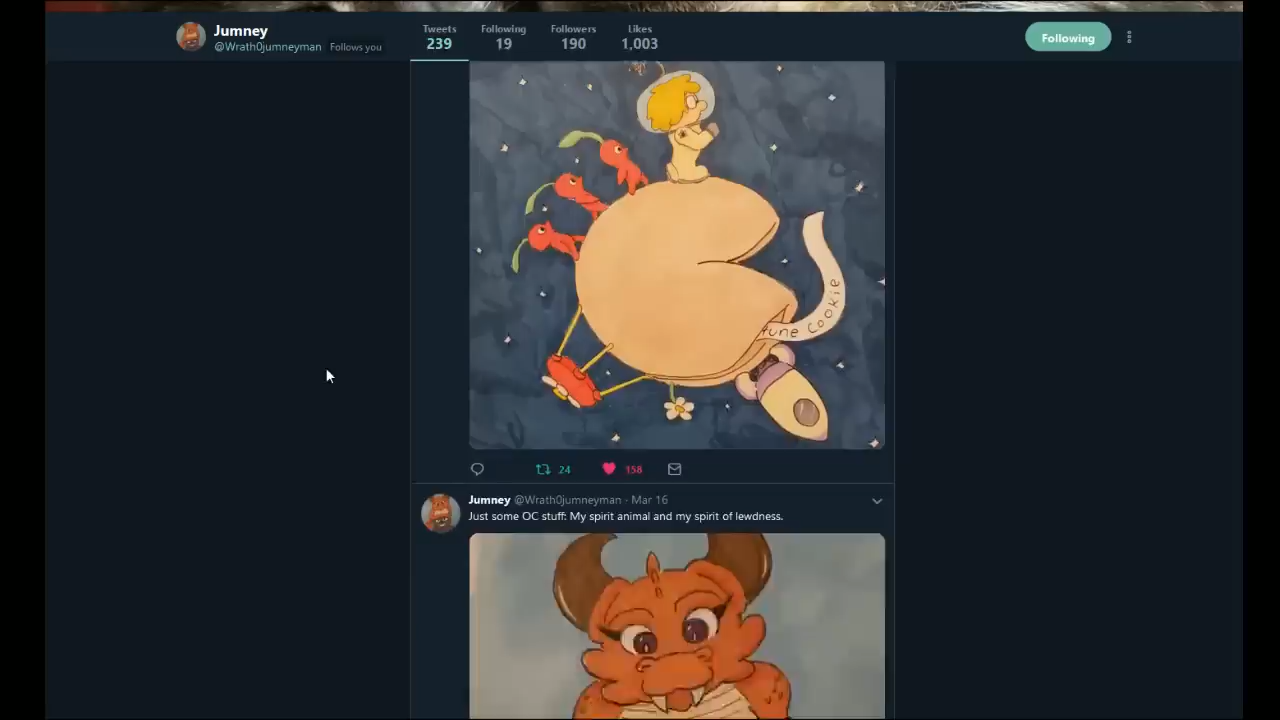 Jumney
@Wrath0jumneyman Follows you
Tweets
239
Following
19
Followers
190
Likes
1,003
Following
tune Cookie
24
158
Jumney @Wrath0jumneyman · Mar 16
Just some OC stuff: My spirit animal and my spirit of lewdness.